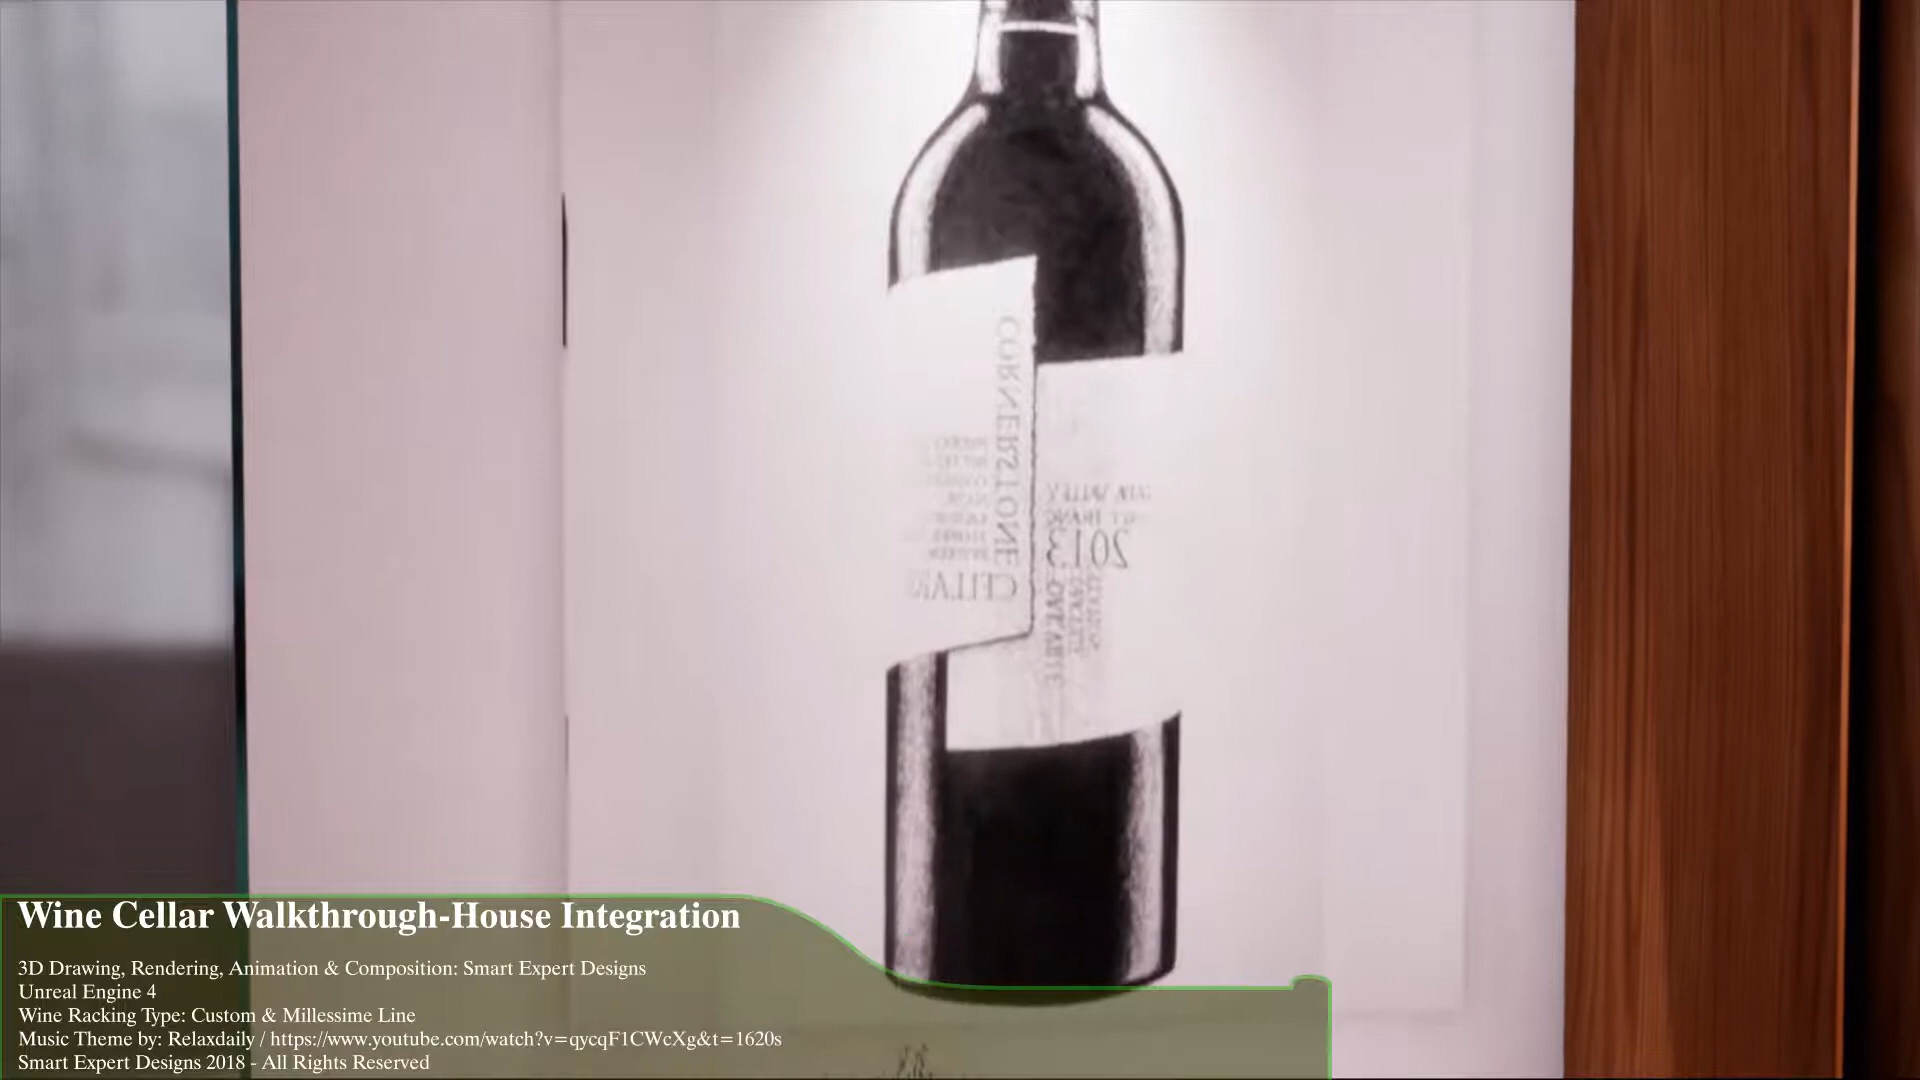 CORNERSTONE
CELLARS
2013
Wine Cellar Walkthrough-House Integration
3D Drawing, Rendering, Animation & Composition: Smart Expert Designs
Unreal Engine 4
Wine Racking Type: Custom & Millessime Line
Music Theme by: Relaxdaily / https://www.youtube.com/watch?v=qycqF1CWcXg&t=1620s
Smart Expert Designs 2018 - All Rights Reserved